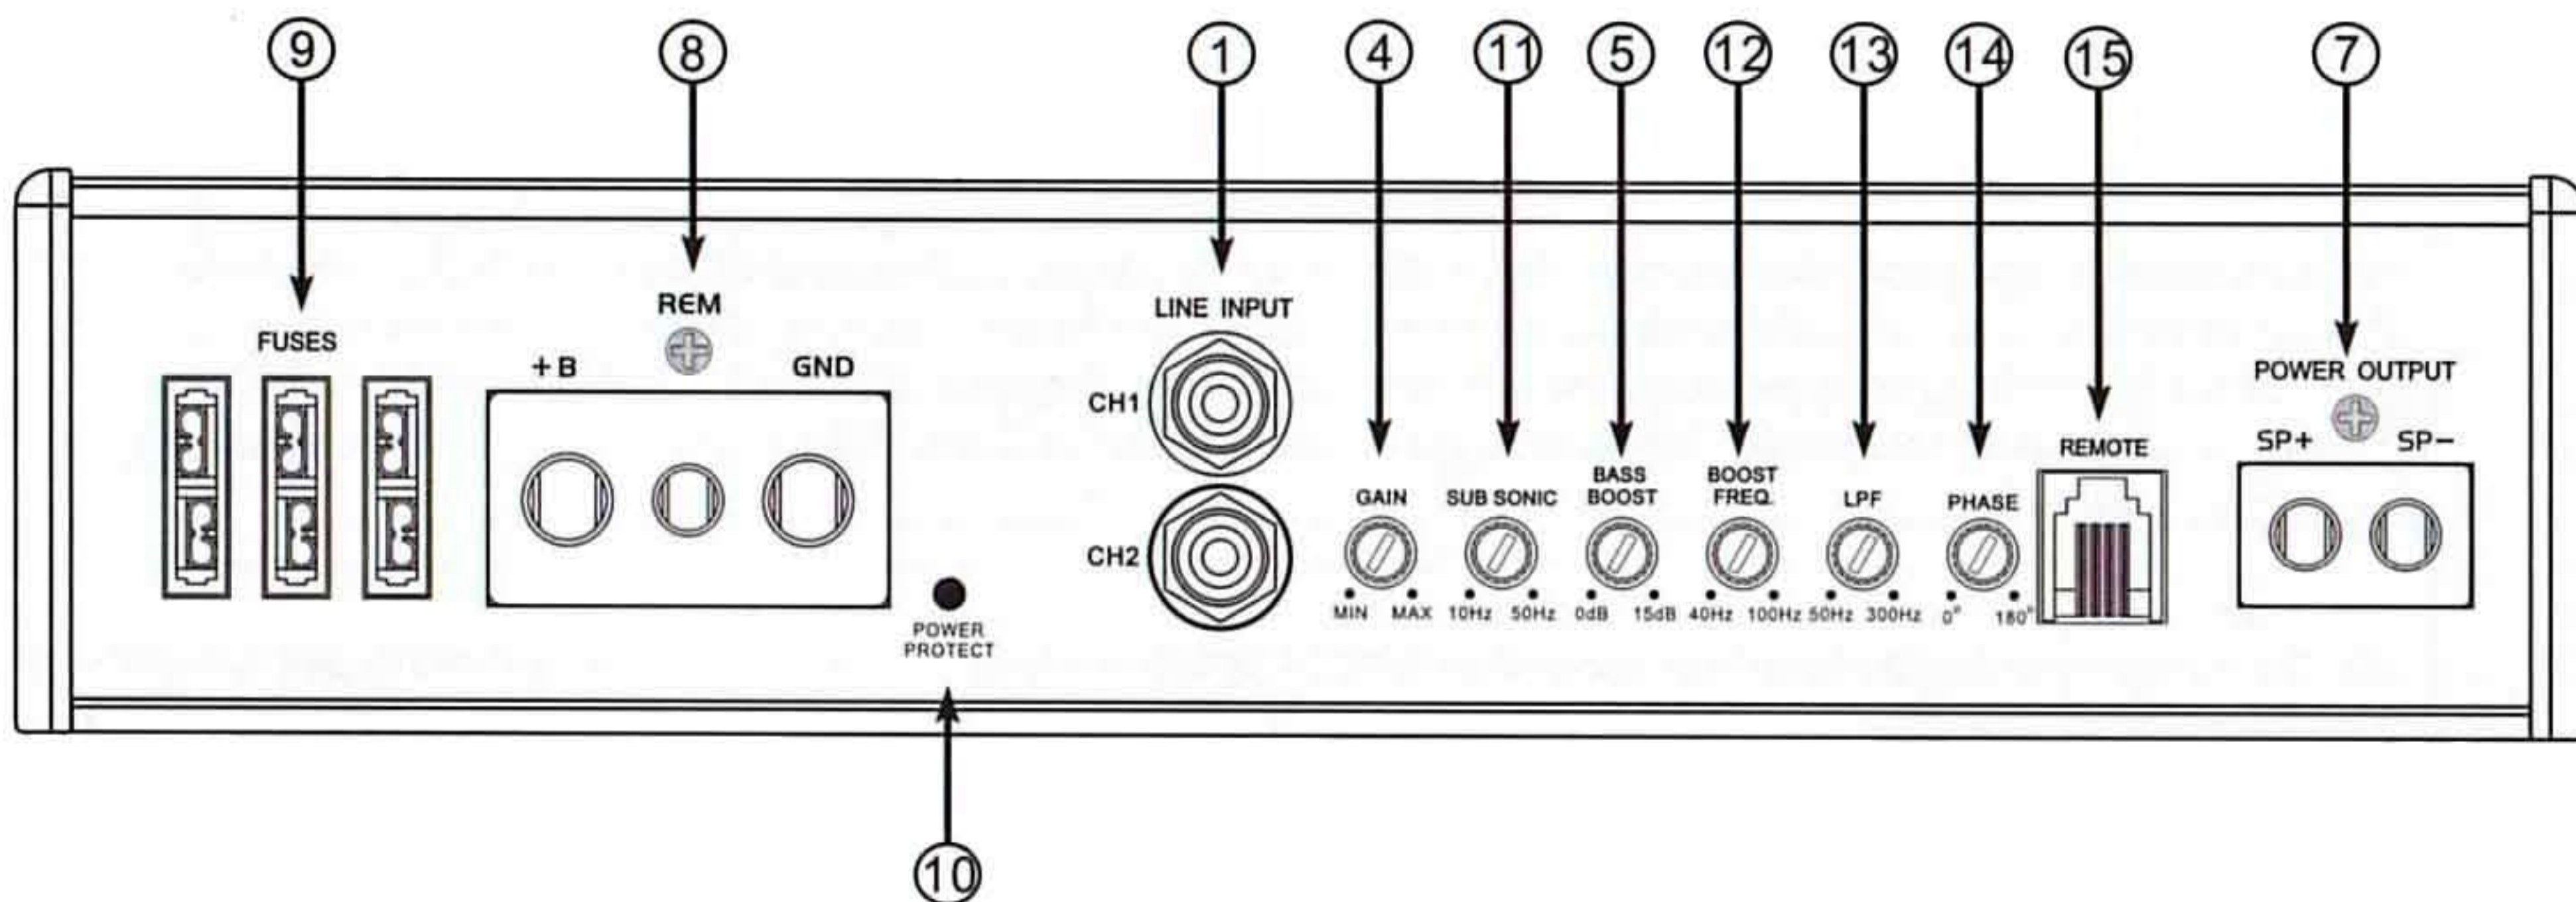 9 8 1 4 11 5 12 13 14 15 7
FUSES
REM
+B GND
POWER
PROTECT
10
LINE INPUT
CH1
CH2
GAIN
MIN MAX
SUB SONIC
10Hz 50Hz
BASS
BOOST
0dB 15dB
BOOST
FREQ.
40Hz 100Hz
LPF
50Hz 300Hz
PHASE
0° 180°
REMOTE
POWER OUTPUT
SP+ SP-